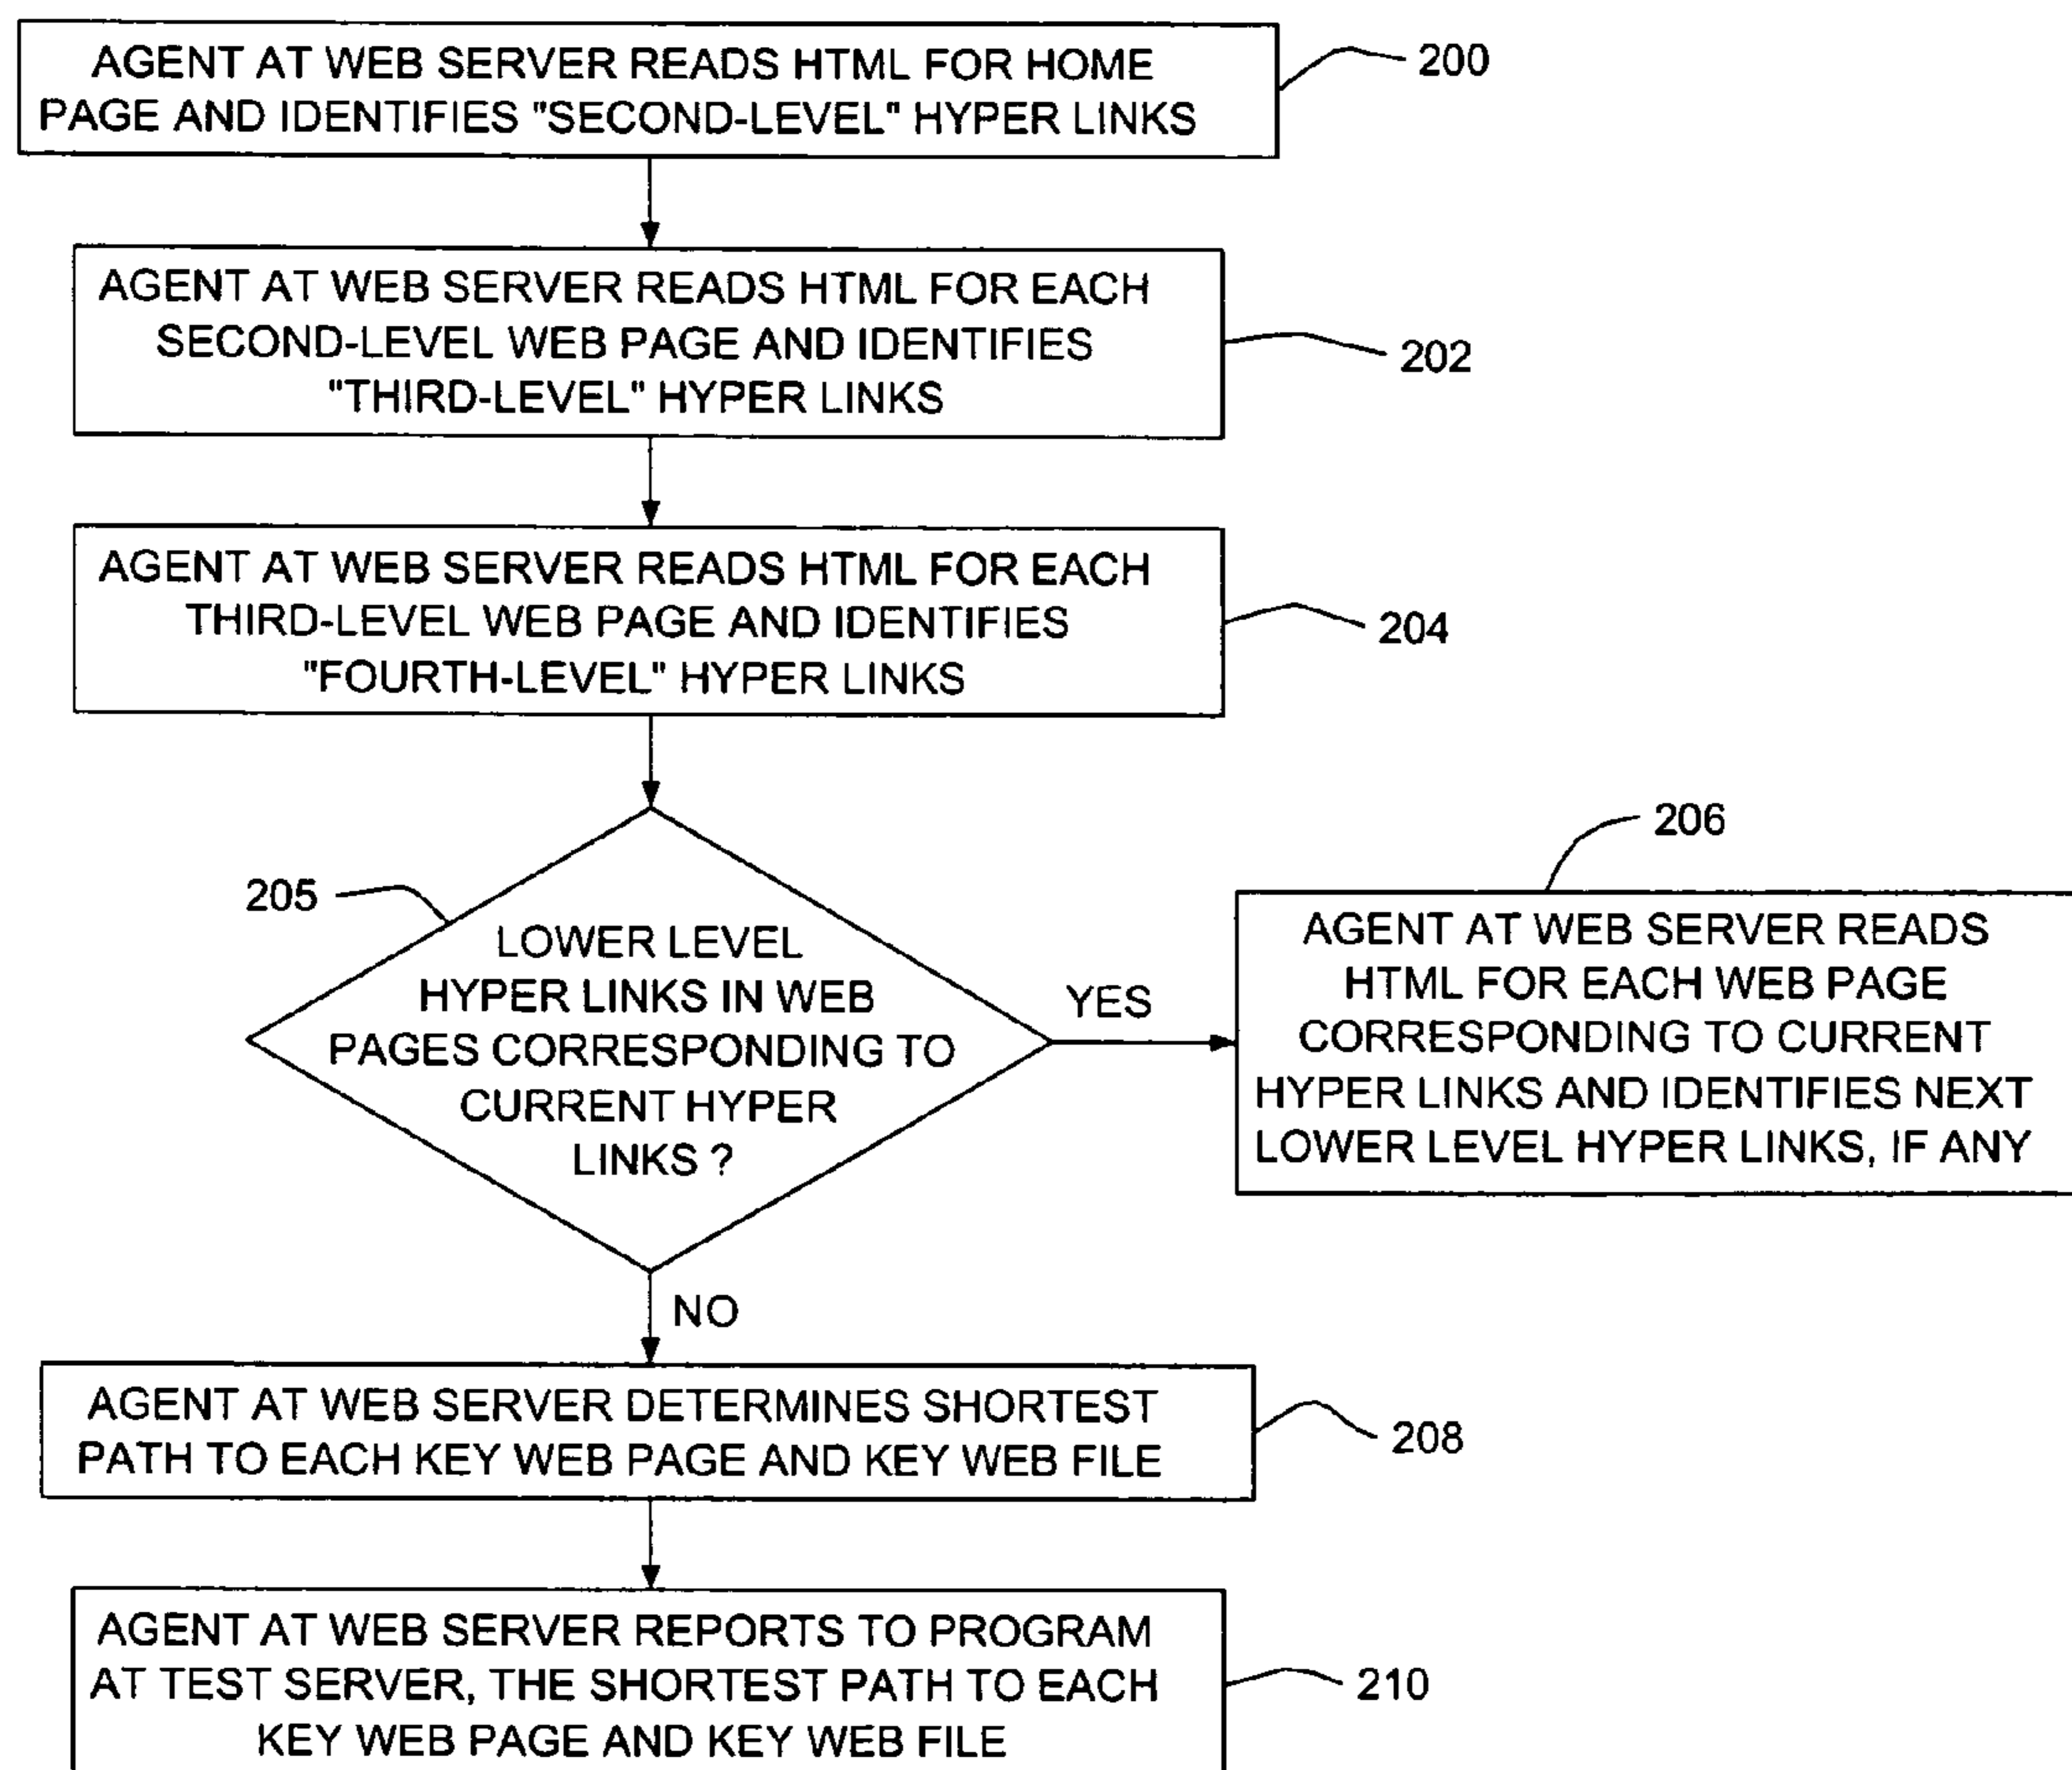 AGENT AT WEB SERVER READS HTML FOR HOME
PAGE AND IDENTIFIES "SECOND-LEVEL" HYPER LINKS
200
AGENT AT WEB SERVER READS HTML FOR EACH
SECOND-LEVEL WEB PAGE AND IDENTIFIES
"THIRD-LEVEL" HYPER LINKS
202
AGENT AT WEB SERVER READS HTML FOR EACH
THIRD-LEVEL WEB PAGE AND IDENTIFIES
"FOURTH-LEVEL" HYPER LINKS
204
205
LOWER LEVEL
HYPER LINKS IN WEB
PAGES CORRESPONDING TO
CURRENT HYPER
LINKS ?
YES
206
AGENT AT WEB SERVER READS
HTML FOR EACH WEB PAGE
CORRESPONDING TO CURRENT
HYPER LINKS AND IDENTIFIES NEXT
LOWER LEVEL HYPER LINKS, IF ANY
NO
AGENT AT WEB SERVER DETERMINES SHORTEST
PATH TO EACH KEY WEB PAGE AND KEY WEB FILE
208
AGENT AT WEB SERVER REPORTS TO PROGRAM
AT TEST SERVER, THE SHORTEST PATH TO EACH
KEY WEB PAGE AND KEY WEB FILE
210